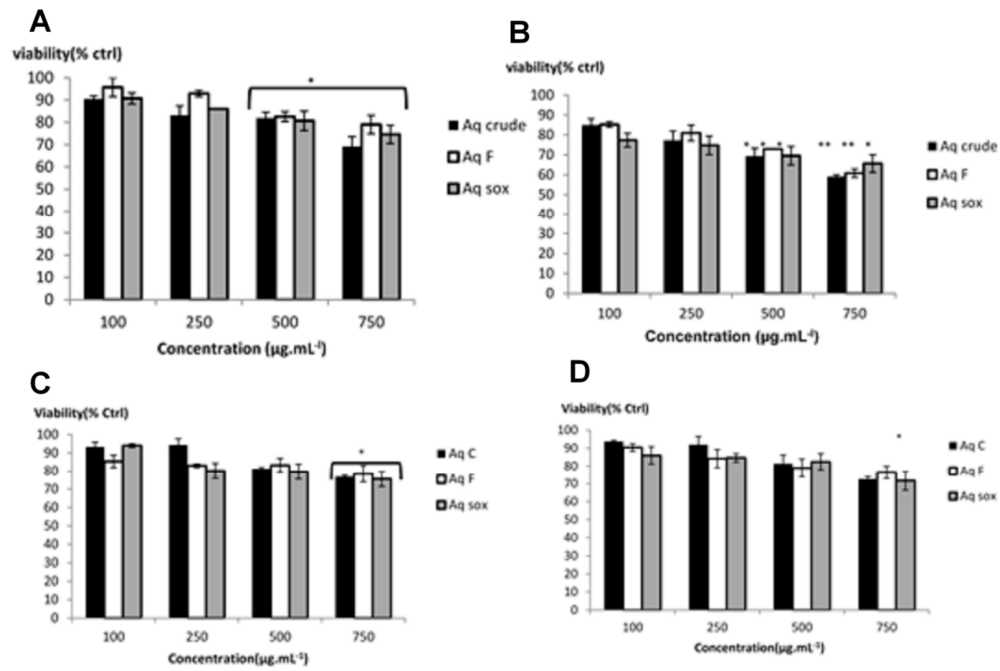 A
viability(% ctrl)
100
90
80
70
60
50
40
30
20
10
0
*
Aq crude
Aq F
Aq sox
100 250 500 750
Concentration (µg.mL⁻ˡ)
B
viability(% ctrl)
100
90
80
70
60
50
40
30
20
10
0
* * * ** ** *
Aq crude
Aq F
Aq sox
100 250 500 750
Concentration (µg.mL⁻ˡ)
C
Viability(% Ctrl)
100
90
80
70
60
50
40
30
20
10
0
*
Aq C
Aq F
Aq sox
100 250 500 750
Concentration(µg.mL⁻¹)
D
Viability(% Ctrl)
100
90
80
70
60
50
40
30
20
10
0
*
Aq C
Aq F
Aq sox
100 250 500 750
Concentration(µg.mL⁻¹)